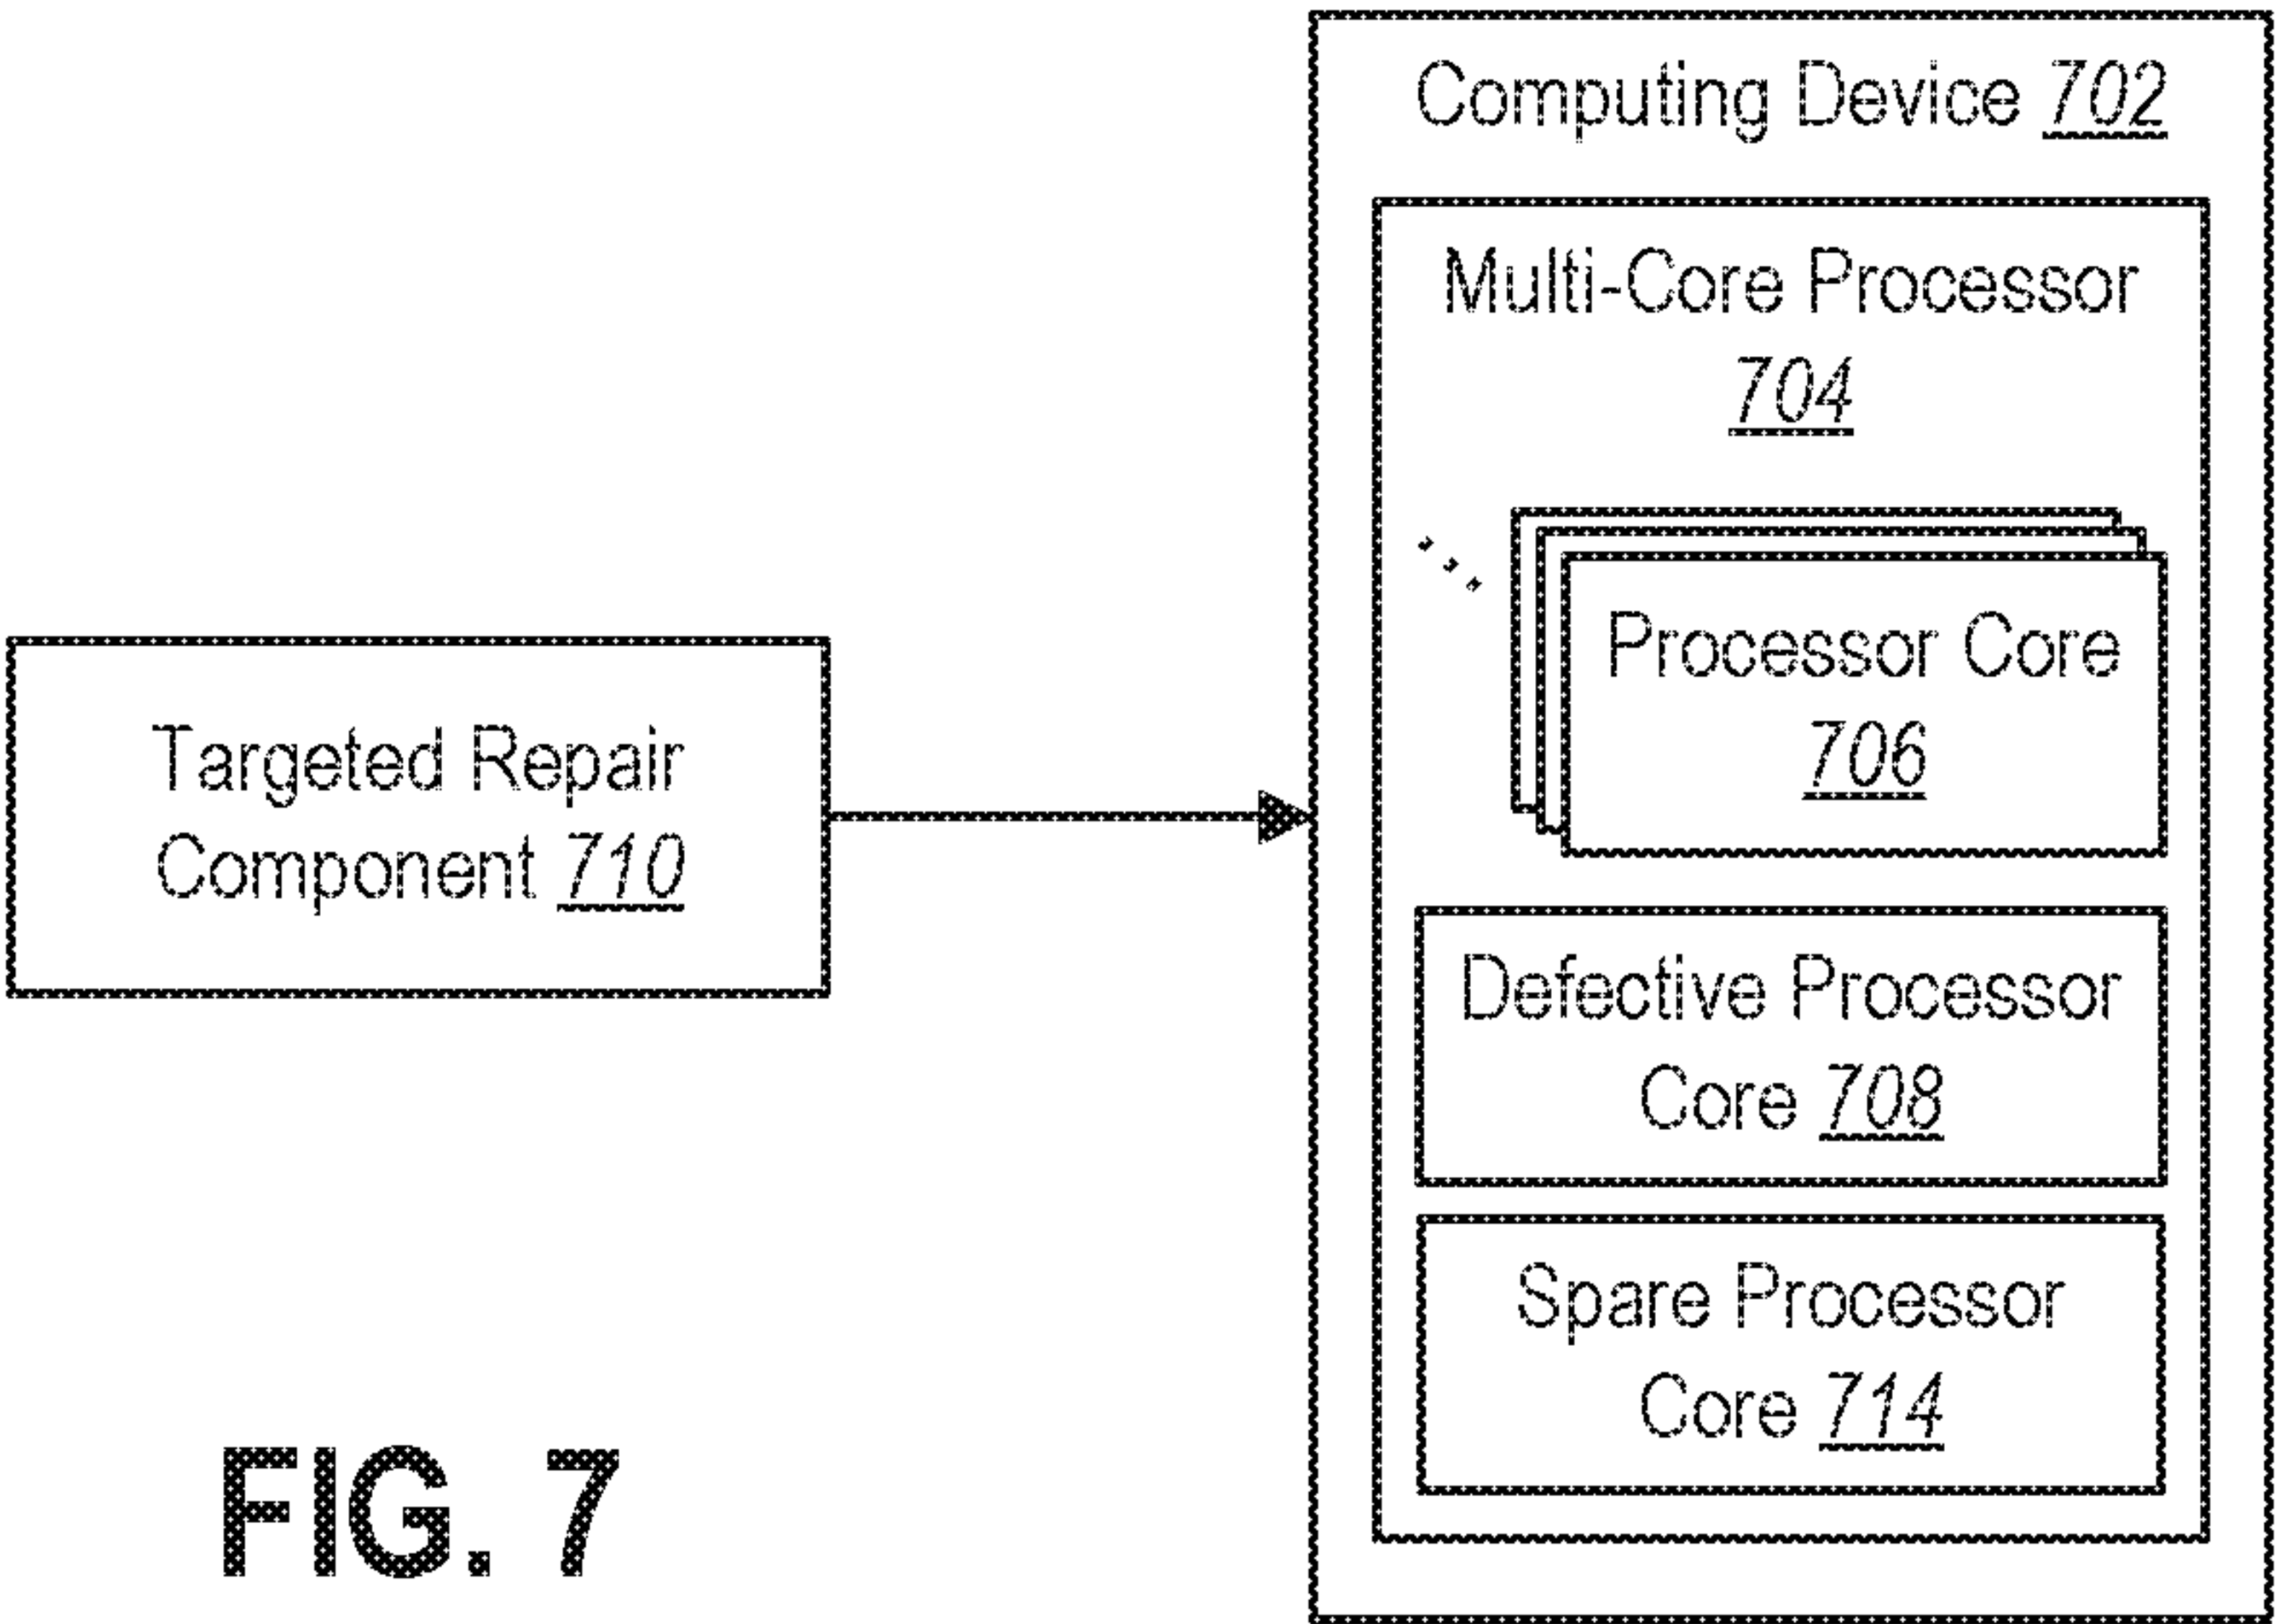 Computing Device 702
Multi-Core Processor
704
Processor Core
706
Targeted Repair
Component 710
Defective Processor
Core 708
Spare Processor
Core 714
FIG. 7